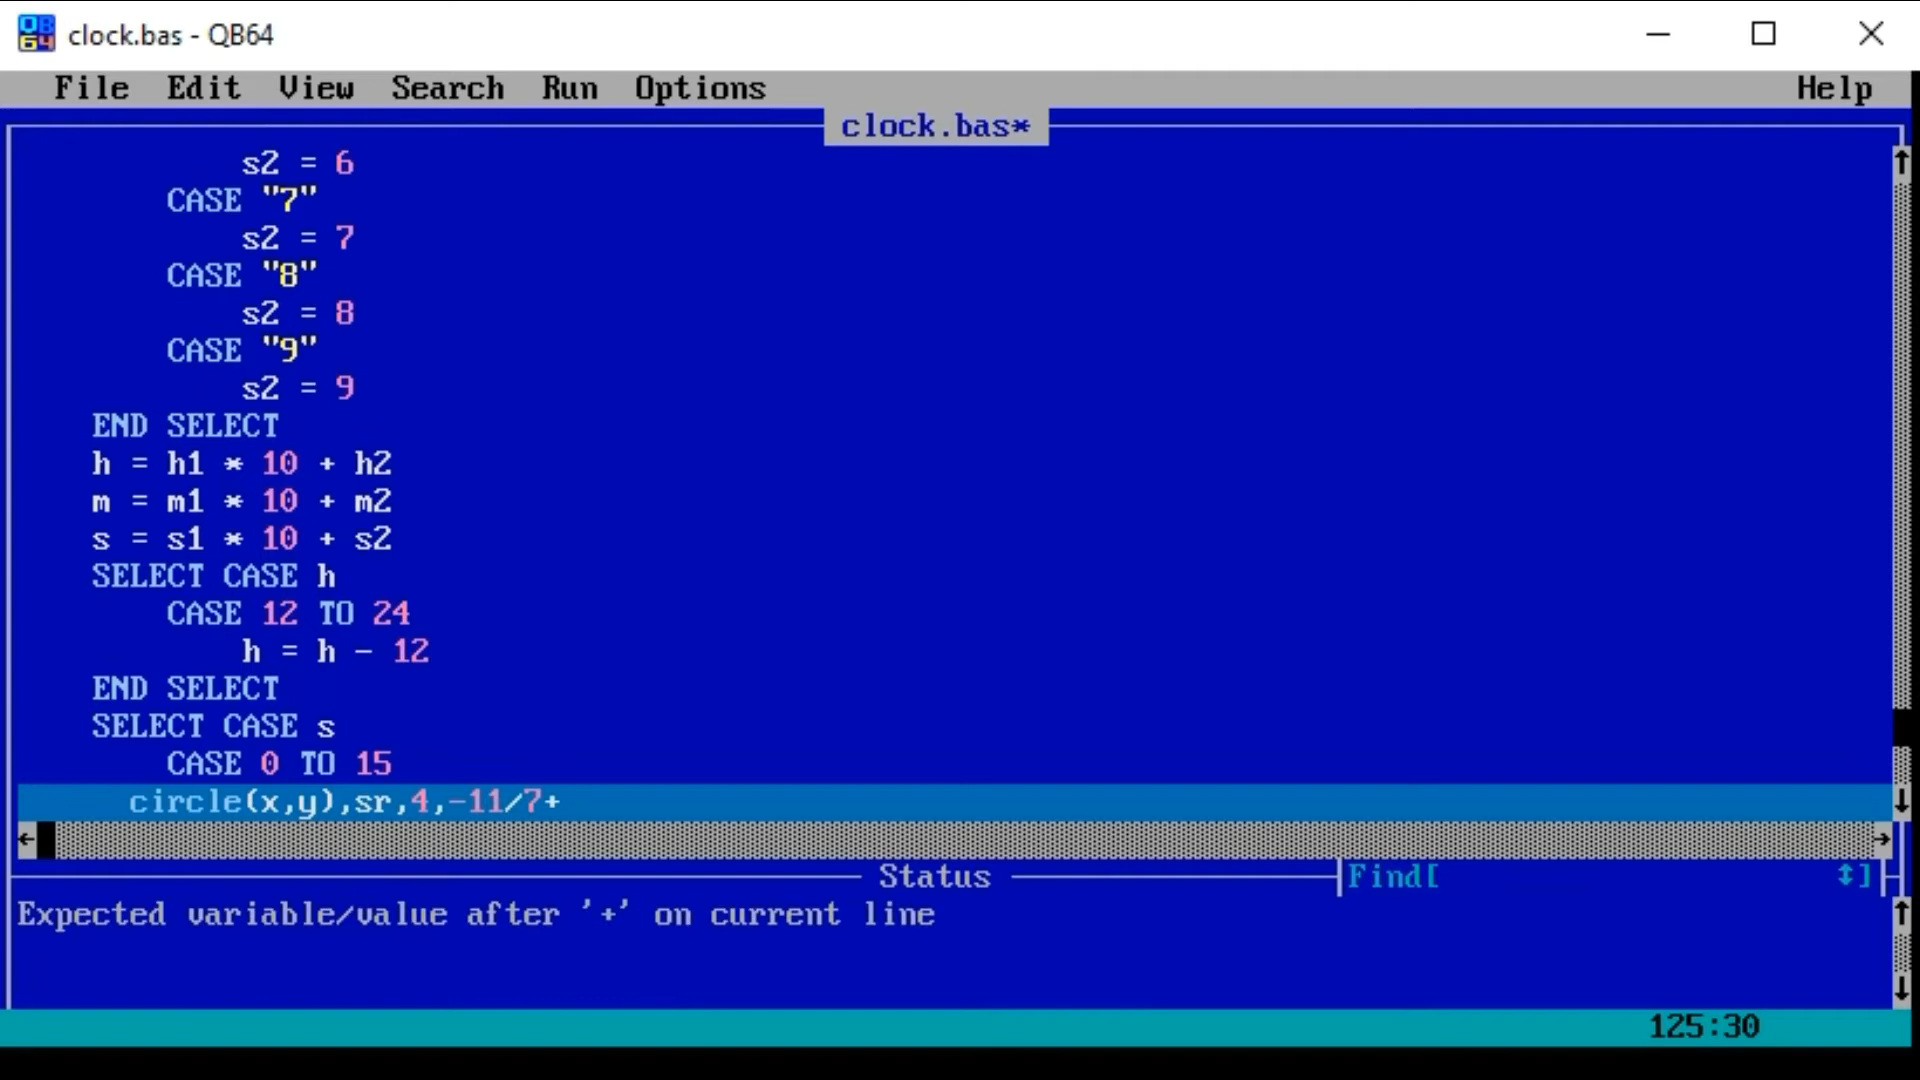 QB64 clock.bas - QB64
File Edit View Search Run Options Help
clock.bas*
s2 = 6
CASE "7"
s2 = 7
CASE "8"
s2 = 8
CASE "9"
s2 = 9
END SELECT
h = h1 * 10 + h2
m = m1 * 10 + m2
s = s1 * 10 + s2
SELECT CASE h
CASE 12 TO 24
h = h - 12
END SELECT
SELECT CASE s
CASE 0 TO 15
circle(x,y),sr,4,-11/7+
Status Find[ ]
Expected variable/value after '+' on current line
125:30